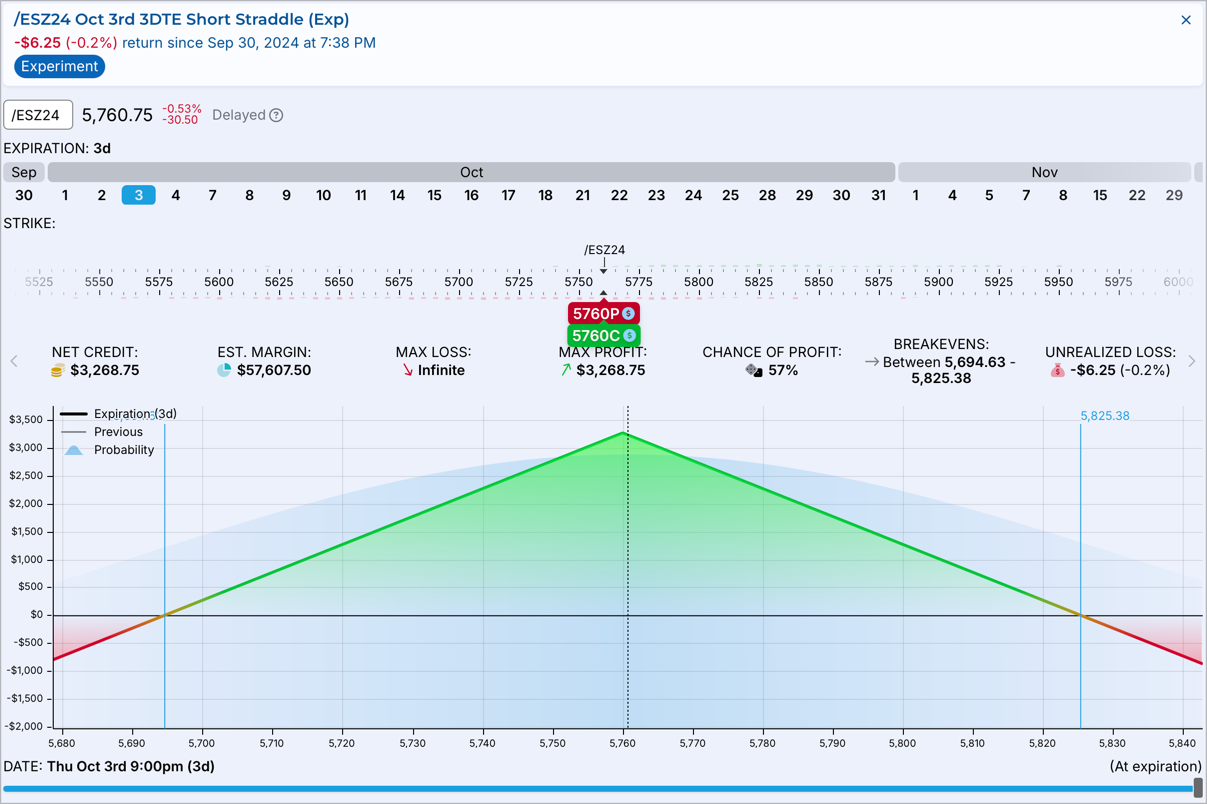 /ESZ24 Oct 3rd 3DTE Short Straddle (Exp)
-$6.25 (-0.2%) return since Sep 30, 2024 at 7:38 PM
Experiment
/ESZ24 5,760.75 -0.53% -30.50 Delayed ?
EXPIRATION: 3d
Sep Oct Nov
30 1 2 3 4 7 8 9 10 11 14 15 16 17 18 21 22 23 24 25 28 29 30 31 1 4 5 7 8 15 22 29
STRIKE:
/ESZ24
5525 5550 5575 5600 5625 5650 5675 5700 5725 5750 5775 5800 5825 5850 5875 5900 5925 5950 5975 6000
5760P $
5760C $
NET CREDIT: EST. MARGIN: MAX LOSS: MAX PROFIT: CHANCE OF PROFIT: BREAKEVENS: UNREALIZED LOSS:
$3,268.75 $57,607.50 Infinite $3,268.75 57% Between 5,694.63 - 5,825.38 -$6.25 (-0.2%)
Expiration (3d)
Previous
Probability
5,825.38
$3,500
$3,000
$2,500
$2,000
$1,500
$1,000
$500
$0
-$500
-$1,000
-$1,500
-$2,000
5,680 5,690 5,700 5,710 5,720 5,730 5,740 5,750 5,760 5,770 5,780 5,790 5,800 5,810 5,820 5,830 5,840
DATE: Thu Oct 3rd 9:00pm (3d) (At expiration)